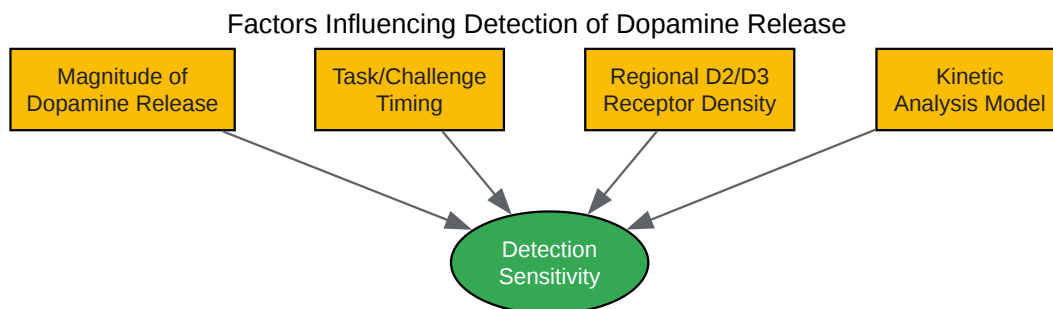 Factors Influencing Detection of Dopamine Release
Magnitude of
Dopamine Release
Task/Challenge
Timing
Regional D2/D3
Receptor Density
Kinetic
Analysis Model
Detection
Sensitivity